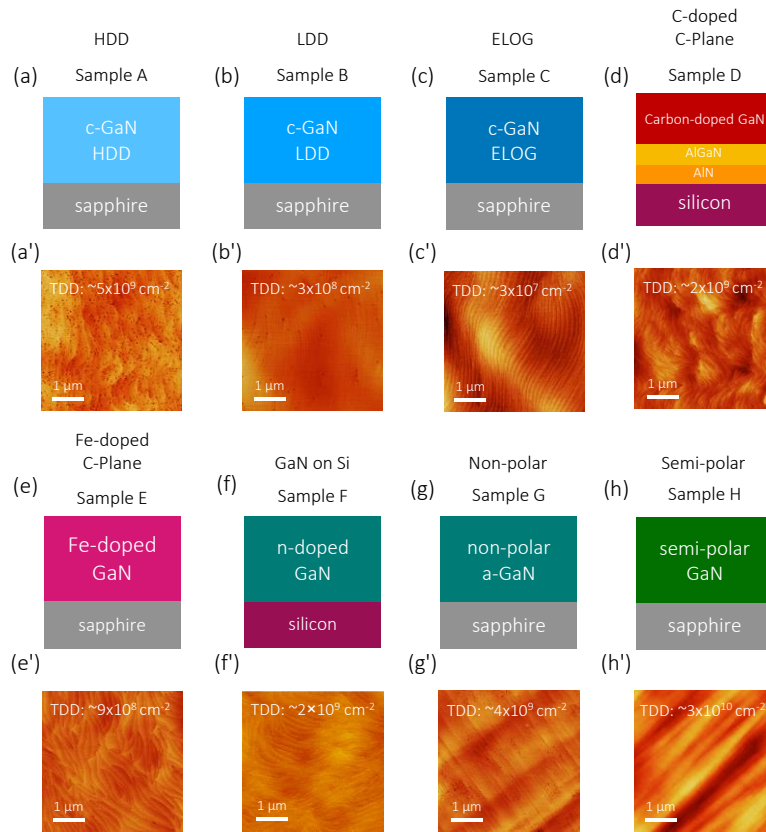 HDD
LDD
ELOG
C-doped
C-Plane
(a)
Sample A
(b)
Sample B
(c)
Sample C
(d)
Sample D
c-GaN
HDD
sapphire
c-GaN
LDD
sapphire
c-GaN
ELOG
sapphire
Carbon-doped GaN
AlGaN
AlN
silicon
(a')
TDD: ~5x10⁹ cm⁻²
1 µm
(b')
TDD: ~3x10⁸ cm⁻²
1 µm
(c')
TDD: ~3x10⁷ cm⁻²
1 µm
(d')
TDD: ~2x10⁹ cm⁻²
1 µm
Fe-doped
C-Plane
GaN on Si
Non-polar
Semi-polar
(e)
Sample E
(f)
Sample F
(g)
Sample G
(h)
Sample H
Fe-doped
GaN
sapphire
n-doped
GaN
silicon
non-polar
a-GaN
sapphire
semi-polar
GaN
sapphire
(e')
TDD: ~9x10⁸ cm⁻²
1 µm
(f')
TDD: ~2×10⁹ cm⁻²
1 µm
(g')
TDD: ~4x10⁹ cm⁻²
1 µm
(h')
TDD: ~3x10¹⁰ cm⁻²
1 µm